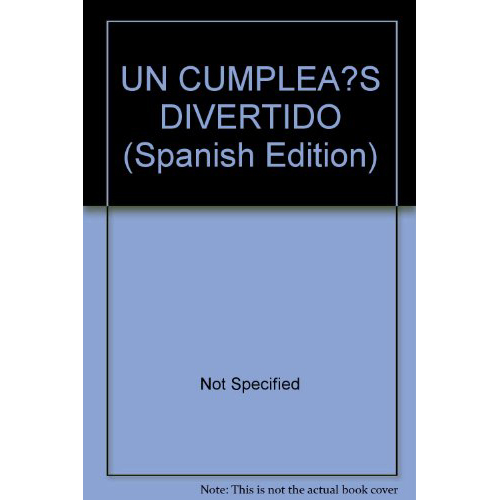 UN CUMPLEA?S
DIVERTIDO
(Spanish Edition)
Not Specified
Note: This is not the actual book cover